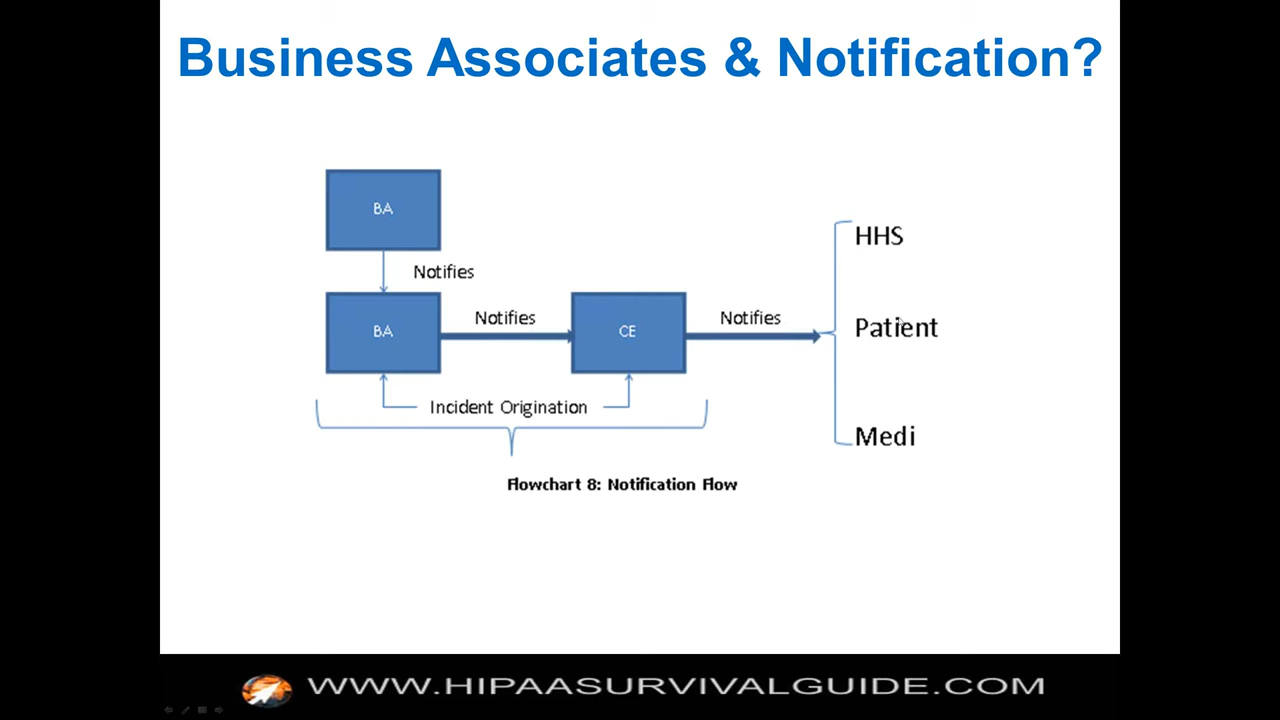 Business Associates & Notification?
BA
Notifies
BA
Notifies
CE
Notifies
HHS
Patient
Medi
Incident Origination
Flowchart 8: Notification Flow
WWW.HIPAASURVIVALGUIDE.COM